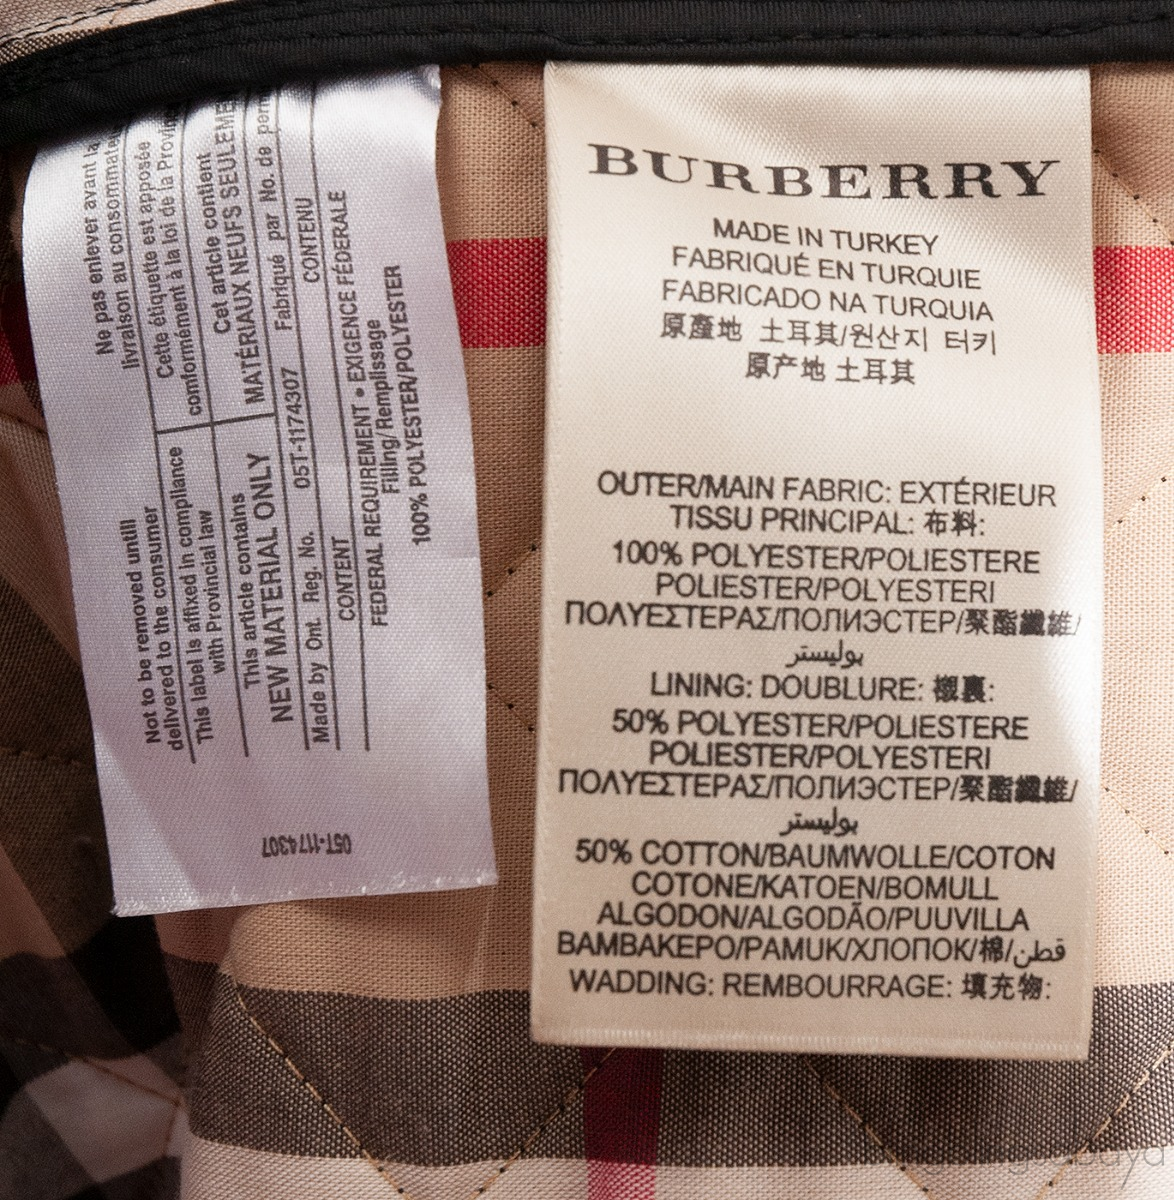 Ne pas enlever avant la
livraison au consommate
Cette étiquette est apposée
conformément à la loi de la Provin
Cet article contient
MATÉRIAUX NEUFS SEULEME
Fabriqué par No. de perm
CONTENU
Not to be removed untill
delivered to the consumer
This label is affixed in compliance
with Provincial law
This article contains
NEW MATERIAL ONLY
Made by Ont. Reg. No. 05T-1174307
CONTENT
FEDERAL REQUIREMENT • EXIGENCE FÉDERALE
Filling/Remplissage
100% POLYESTER/POLYESTER
05T-1174307
BURBERRY
MADE IN TURKEY
FABRIQUÉ EN TURQUIE
FABRICADO NA TURQUIA
原產地 土耳其/원산지 터키
原产地 土耳其
OUTER/MAIN FABRIC: EXTÉRIEUR
TISSU PRINCIPAL: 布料:
100% POLYESTER/POLIESTERE
POLIESTER/POLYESTERI
ΠΟΛΥΕΣΤΕΡΑΣ/ПОЛИЭСТЕР/聚酯纖維/
بوليستر
LINING: DOUBLURE: 襯裏:
50% POLYESTER/POLIESTERE
POLIESTER/POLYESTERI
ΠΟΛΥΕΣΤΕΡΑΣ/ПОЛИЭСТЕР/聚酯纖維/
بوليستر
50% COTTON/BAUMWOLLE/COTON
COTONE/KATOEN/BOMULL
ALGODON/ALGODÃO/PUUVILLA
ΒΑΜΒΑΚΕΡΟ/PAMUK/ХЛОПОК/棉/قطن
WADDING: REMBOURRAGE: 填充物: